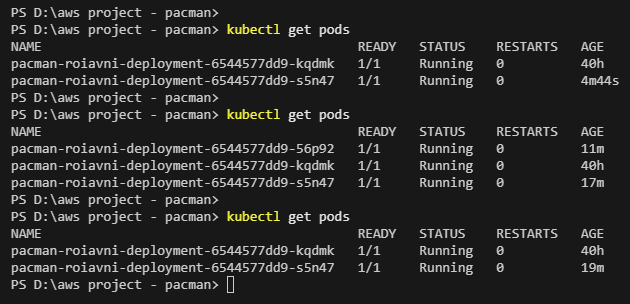 PS D:\aws project - pacman>
PS D:\aws project - pacman> kubectl get pods
NAME READY STATUS RESTARTS AGE
pacman-roiavni-deployment-6544577dd9-kqdmk 1/1 Running 0 40h
pacman-roiavni-deployment-6544577dd9-s5n47 1/1 Running 0 4m44s
PS D:\aws project - pacman>
PS D:\aws project - pacman> kubectl get pods
NAME READY STATUS RESTARTS AGE
pacman-roiavni-deployment-6544577dd9-56p92 1/1 Running 0 11m
pacman-roiavni-deployment-6544577dd9-kqdmk 1/1 Running 0 40h
pacman-roiavni-deployment-6544577dd9-s5n47 1/1 Running 0 17m
PS D:\aws project - pacman>
PS D:\aws project - pacman> kubectl get pods
NAME READY STATUS RESTARTS AGE
pacman-roiavni-deployment-6544577dd9-kqdmk 1/1 Running 0 40h
pacman-roiavni-deployment-6544577dd9-s5n47 1/1 Running 0 19m
PS D:\aws project - pacman>